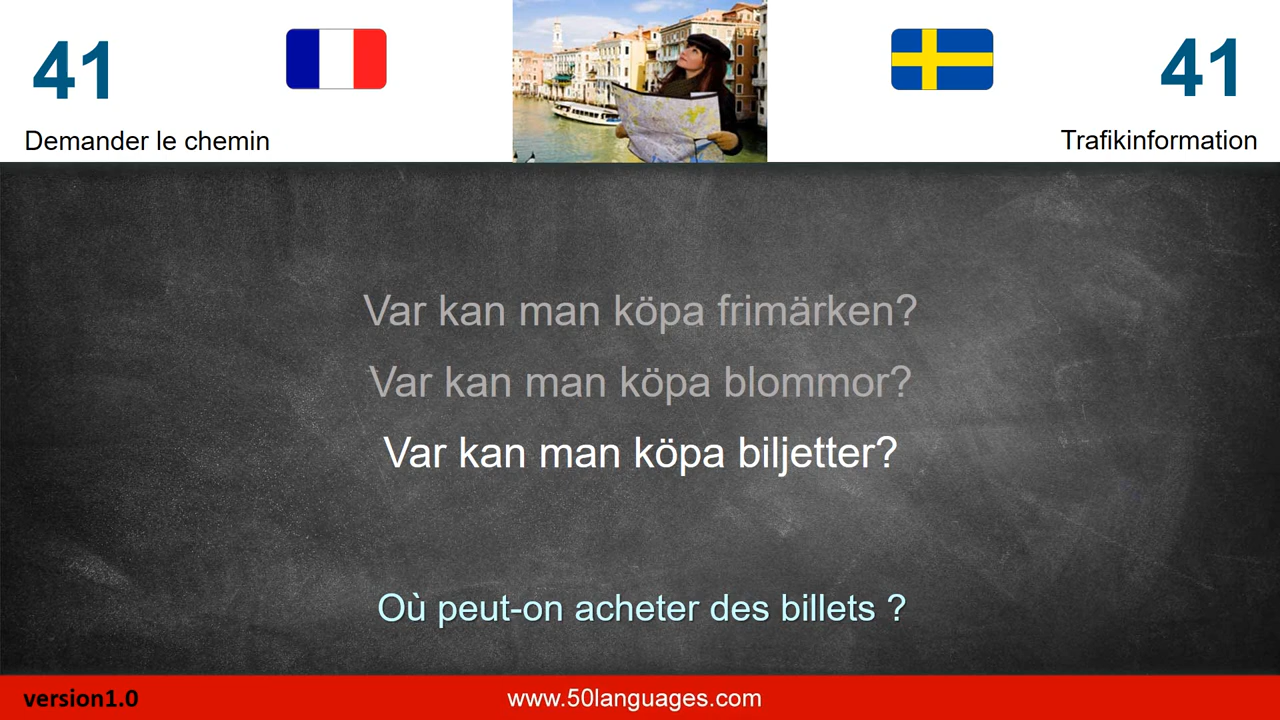 41
41
Demander le chemin
Trafikinformation
Var kan man köpa frimärken?
Var kan man köpa blommor?
Var kan man köpa biljetter?
Où peut-on acheter des billets ?
version1.0
www.50languages.com